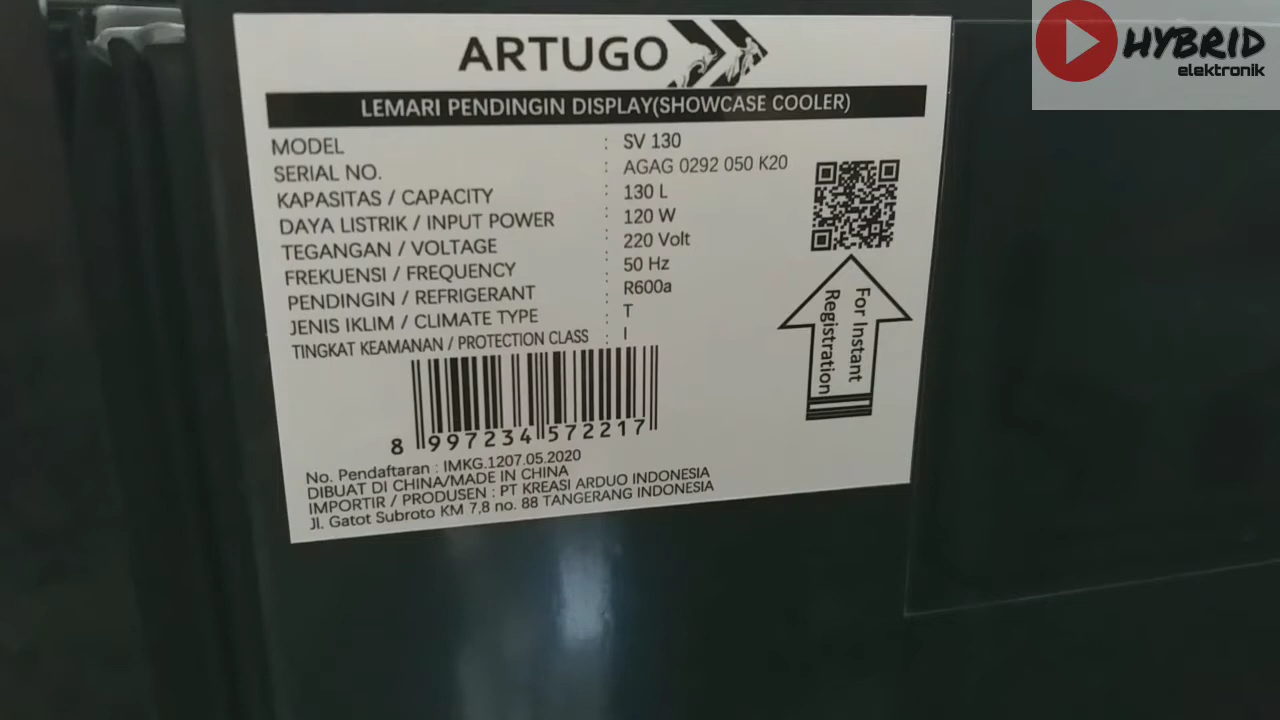 ARTUGO
HYBRID
elektronik
LEMARI PENDINGIN DISPLAY(SHOWCASE COOLER)
MODEL : SV 130
SERIAL NO. : AGAG 0292 050 K20
KAPASITAS / CAPACITY : 130 L
DAYA LISTRIK / INPUT POWER : 120 W
TEGANGAN / VOLTAGE : 220 Volt
FREKUENSI / FREQUENCY : 50 Hz
PENDINGIN / REFRIGERANT : R600a
JENIS IKLIM / CLIMATE TYPE : T
TINGKAT KEAMANAN / PROTECTION CLASS : I
For Instant
Registration
8 997234 572217
No. Pendaftaran : IMKG.1207.05.2020
DIBUAT DI CHINA/MADE IN CHINA
IMPORTIR / PRODUSEN : PT KREASI ARDUO INDONESIA
Jl. Gatot Subroto KM 7,8 no. 88 TANGERANG INDONESIA